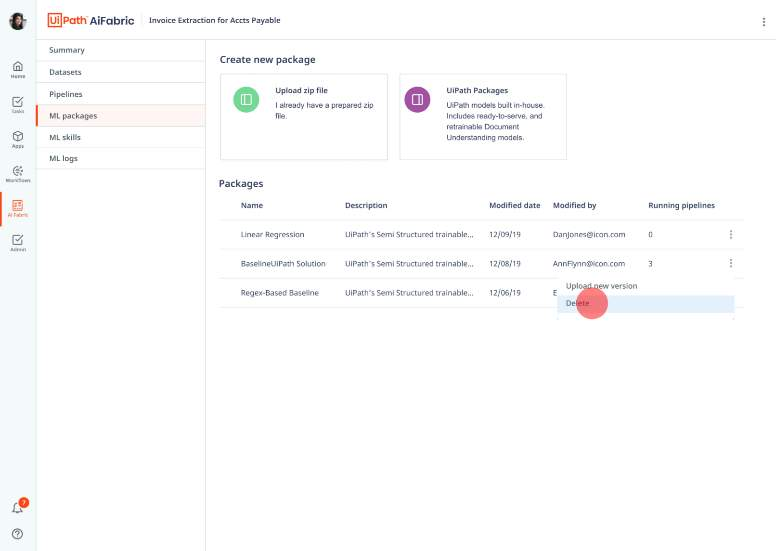 UiPath AiFabric
Invoice Extraction for Accts Payable
Home
Tasks
Apps
Workflows
AI Fabric
Admin
7
Summary
Datasets
Pipelines
ML packages
ML skills
ML logs
Create new package
Upload zip file
I already have a prepared zip
file.
UiPath Packages
UiPath models built in-house.
Includes ready-to-serve, and
retrainable Document
Understanding models.
Packages
Name Description Modified date Modified by Running pipelines
Linear Regression UiPath's Semi Structured trainable... 12/09/19 DanJones@icon.com 0
BaselineUiPath Solution UiPath's Semi Structured trainable... 12/08/19 AnnFlynn@icon.com 3
Regex-Based Baseline UiPath's Semi Structured trainable... 12/06/19 E
Upload new version
Delete